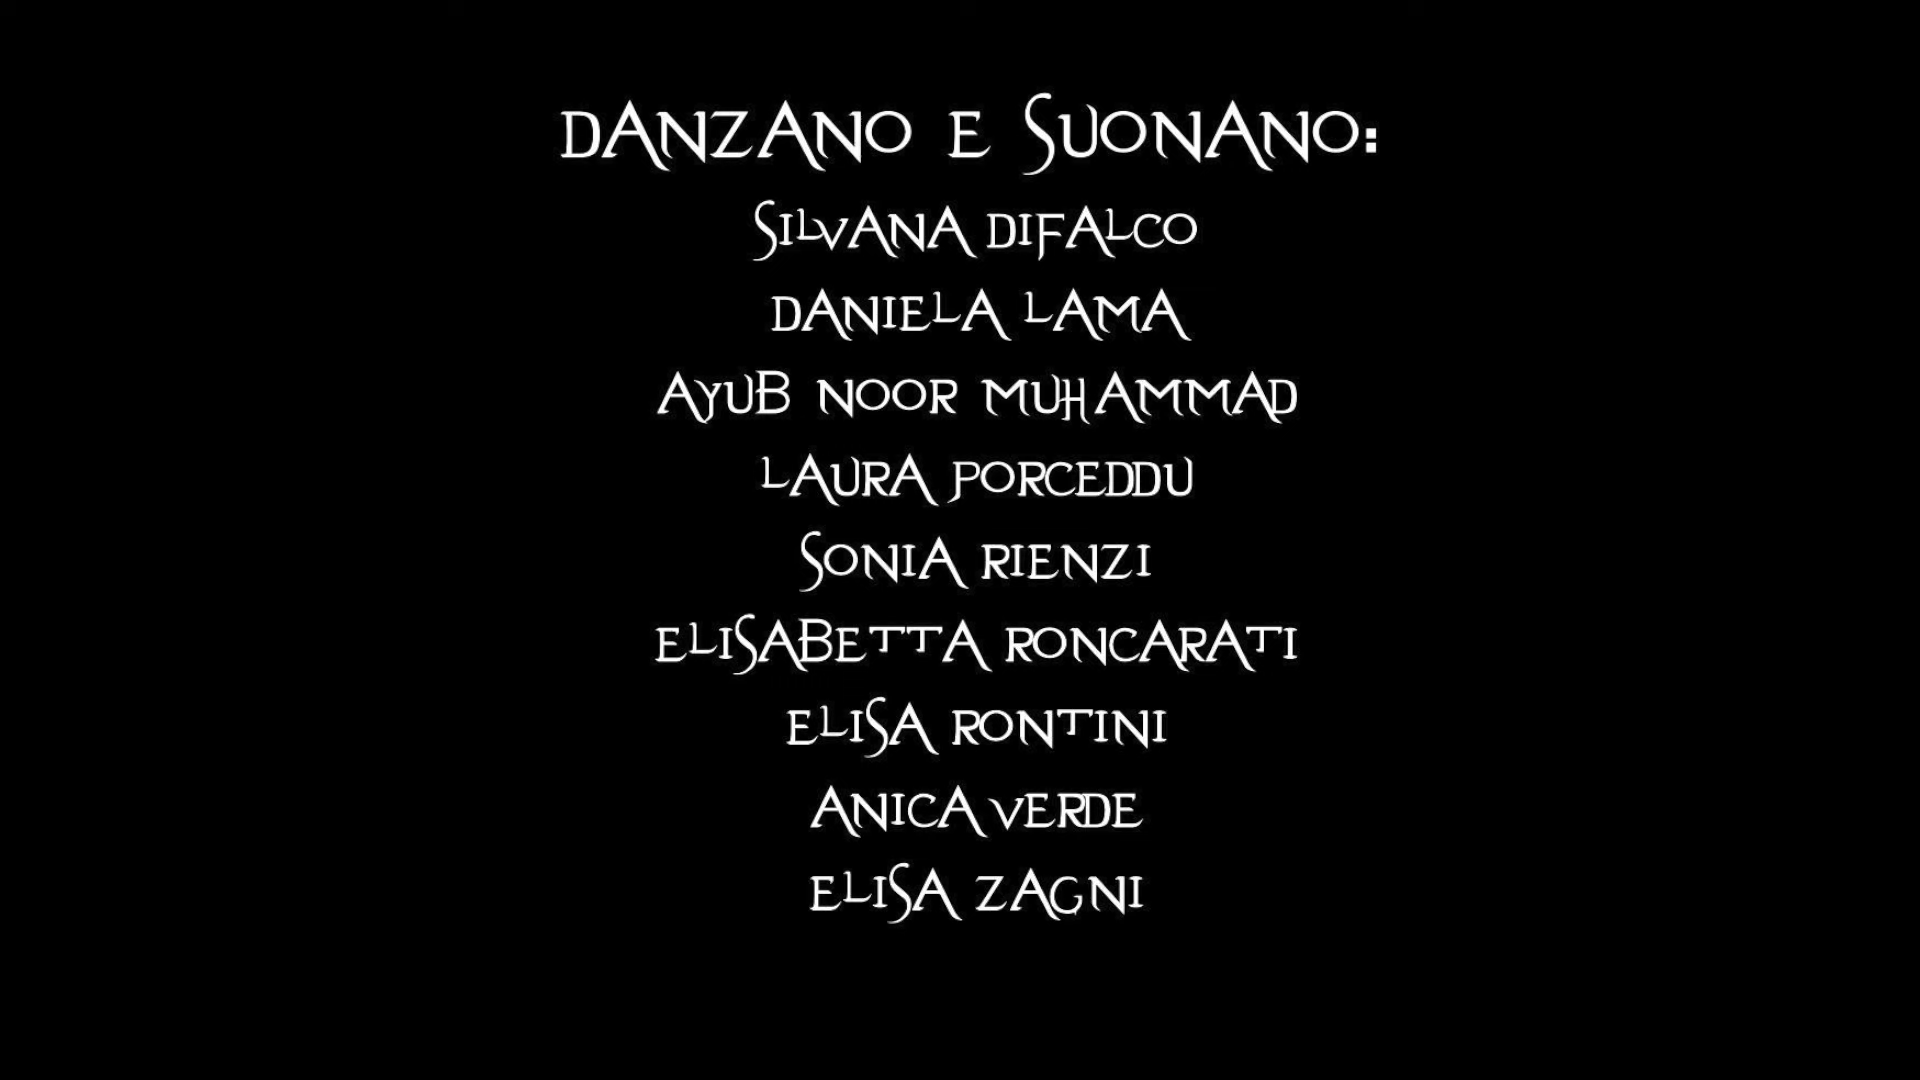 DANZANO E SUONANO:
SILVANA DIFALCO
DANIELA LAMA
AYUB NOOR MUHAMMAD
LAURA PORCEDDU
SONIA RIENZI
ELISABETTA RONCARATI
ELISA RONTINI
ANICA VERDE
ELISA ZAGNI